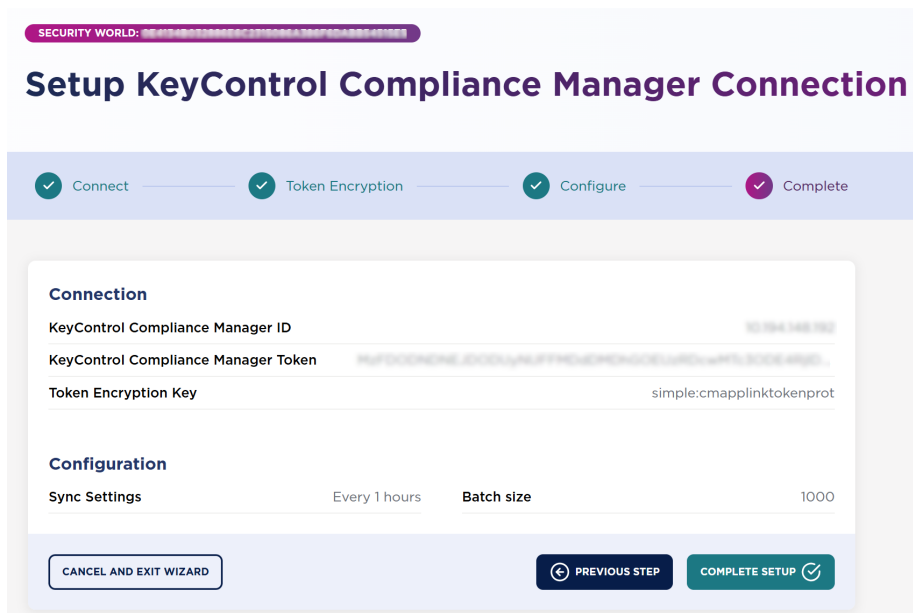 SECURITY WORLD:
Setup KeyControl Compliance Manager Connection
Connect Token Encryption Configure Complete
Connection
KeyControl Compliance Manager ID
KeyControl Compliance Manager Token
Token Encryption Key simple:cmapplinktokenprot
Configuration
Sync Settings Every 1 hours Batch size 1000
CANCEL AND EXIT WIZARD PREVIOUS STEP COMPLETE SETUP